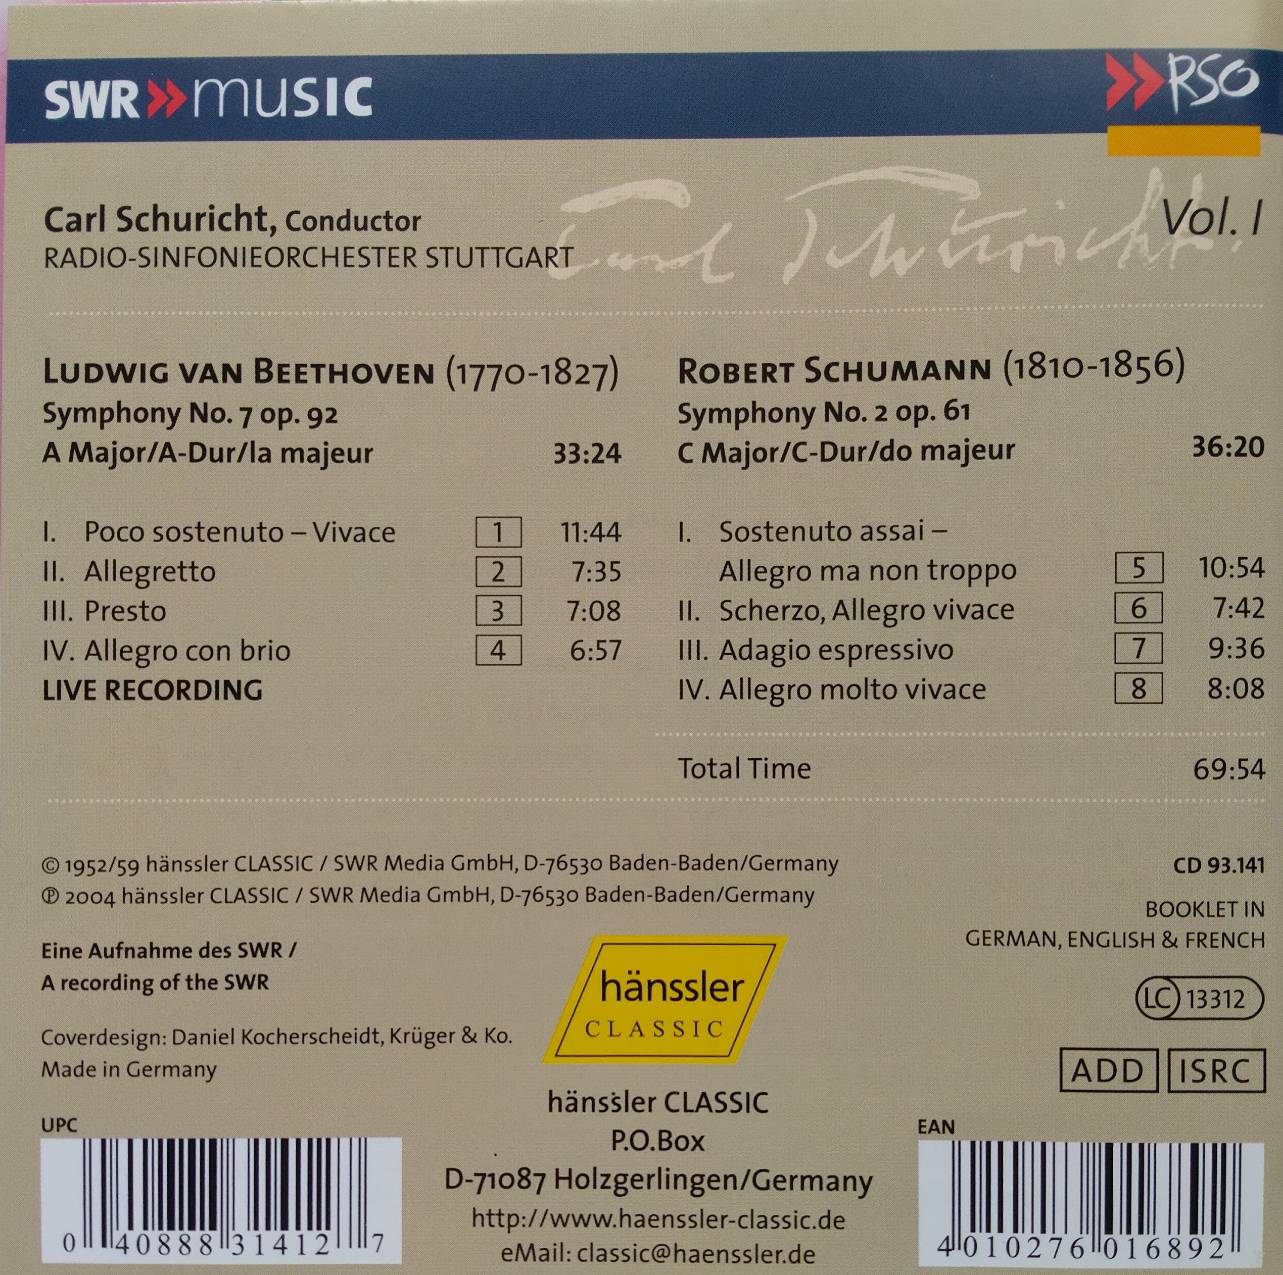 SWR»music
»RSO
Carl Schuricht, Conductor
RADIO-SINFONIEORCHESTER STUTTGART
Carl Schuricht.
Vol. I
LUDWIG VAN BEETHOVEN (1770-1827)
Symphony No. 7 op. 92
A Major/A-Dur/la majeur 33:24
I. Poco sostenuto – Vivace 1 11:44
II. Allegretto 2 7:35
III. Presto 3 7:08
IV. Allegro con brio 4 6:57
LIVE RECORDING
ROBERT SCHUMANN (1810-1856)
Symphony No. 2 op. 61
C Major/C-Dur/do majeur 36:20
I. Sostenuto assai –
Allegro ma non troppo 5 10:54
II. Scherzo, Allegro vivace 6 7:42
III. Adagio espressivo 7 9:36
IV. Allegro molto vivace 8 8:08
Total Time 69:54
© 1952/59 hänssler CLASSIC / SWR Media GmbH, D-76530 Baden-Baden/Germany
℗ 2004 hänssler CLASSIC / SWR Media GmbH, D-76530 Baden-Baden/Germany
Eine Aufnahme des SWR /
A recording of the SWR
Coverdesign: Daniel Kocherscheidt, Krüger & Ko.
Made in Germany
CD 93.141
BOOKLET IN
GERMAN, ENGLISH & FRENCH
LC 13312
ADD ISRC
hänssler
CLASSIC
hänssler CLASSIC
P.O.Box
D-71087 Holzgerlingen/Germany
http://www.haenssler-classic.de
eMail: classic@haenssler.de
UPC
0 40888 31412 7
EAN
4 010276 016892